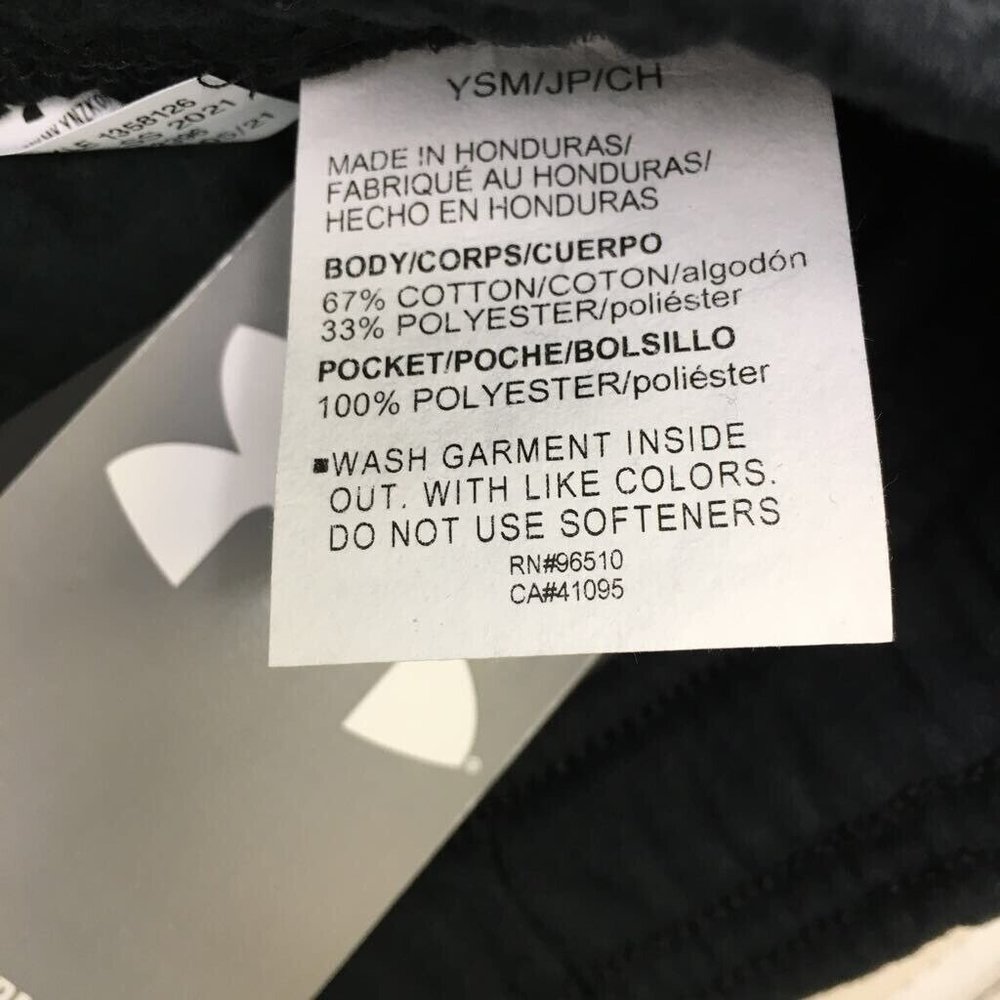 YSM/JP/CH
MADE IN HONDURAS/
FABRIQUÉ AU HONDURAS/
HECHO EN HONDURAS
BODY/CORPS/CUERPO
67% COTTON/COTON/algodón
33% POLYESTER/poliéster
POCKET/POCHE/BOLSILLO
100% POLYESTER/poliéster
WASH GARMENT INSIDE
OUT. WITH LIKE COLORS.
DO NOT USE SOFTENERS
RN#96510
CA#41095
1358126
2021